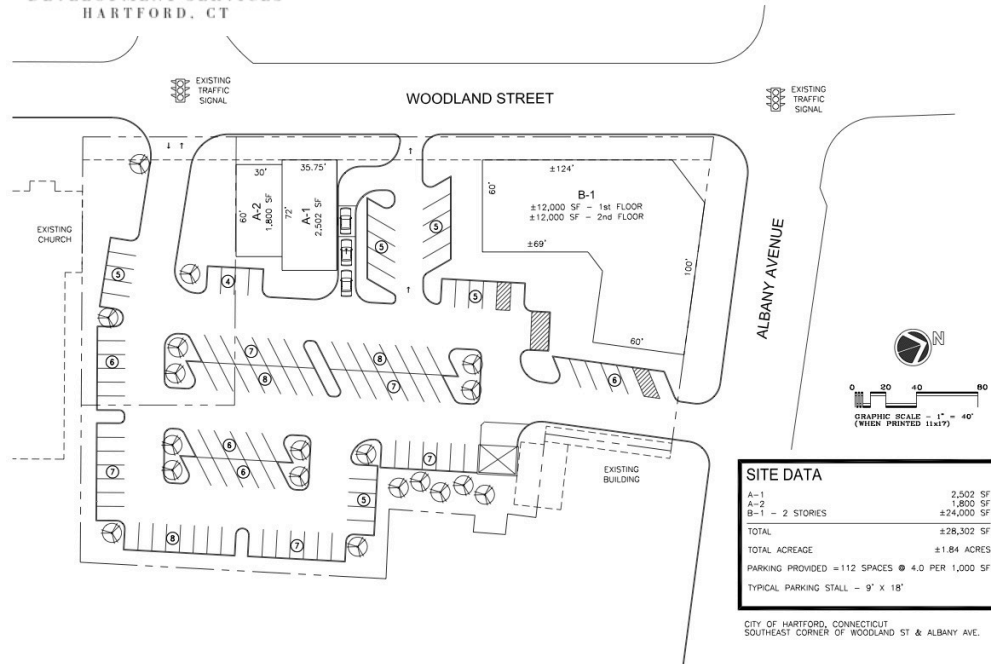 HARTFORD, CT
EXISTING
TRAFFIC
SIGNAL
WOODLAND STREET
EXISTING
TRAFFIC
SIGNAL
30'
35.75'
60'
A-2
1,800 SF
72'
A-1
2,502 SF
±124'
60'
B-1
±12,000 SF - 1st FLOOR
±12,000 SF - 2nd FLOOR
±69'
100'
60'
ALBANY AVENUE
EXISTING
CHURCH
5
5
5
4
5
6
7
8
8
7
6
6
6
7
7
5
8
7
EXISTING
BUILDING
N
0 20 40 80
GRAPHIC SCALE - 1" = 40'
(WHEN PRINTED 11x17)
SITE DATA
A-1 2,502 SF
A-2 1,800 SF
B-1 - 2 STORIES ±24,000 SF
TOTAL ±28,302 SF
TOTAL ACREAGE ±1.84 ACRES
PARKING PROVIDED =112 SPACES @ 4.0 PER 1,000 SF
TYPICAL PARKING STALL - 9' X 18'
CITY OF HARTFORD, CONNECTICUT
SOUTHEAST CORNER OF WOODLAND ST & ALBANY AVE.